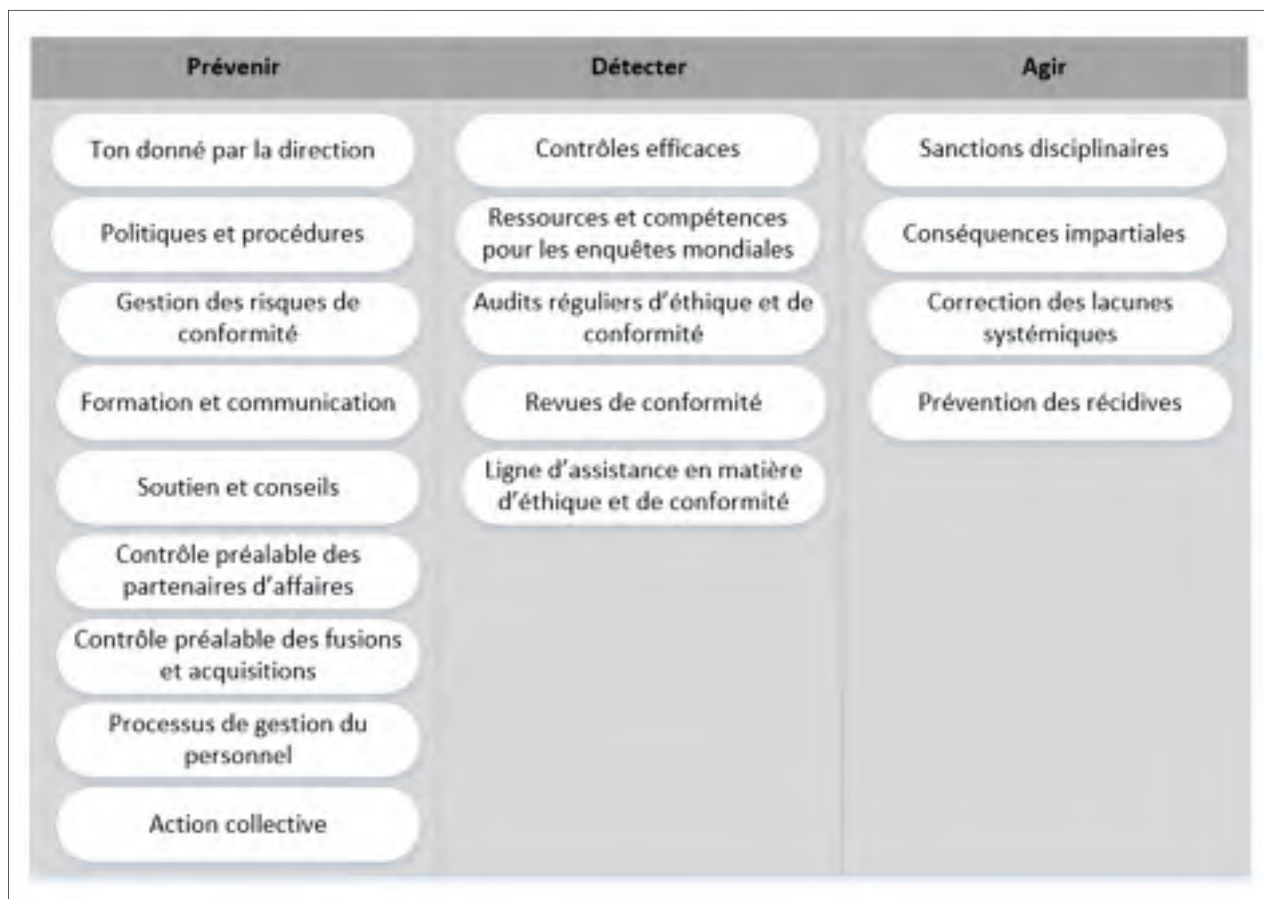 Prévenir
Ton donné par la direction
Politiques et procédures
Gestion des risques de
conformité
Formation et communication
Soutien et conseils
Contrôle préalable des
partenaires d'affaires
Contrôle préalable des fusions
et acquisitions
Processus de gestion du
personnel
Action collective
Détecter
Contrôles efficaces
Ressources et compétences
pour les enquêtes mondiales
Audits réguliers d'éthique et de
conformité
Revues de conformité
Ligne d'assistance en matière
d'éthique et de conformité
Agir
Sanctions disciplinaires
Conséquences impartiales
Correction des lacunes
systémiques
Prévention des récidives